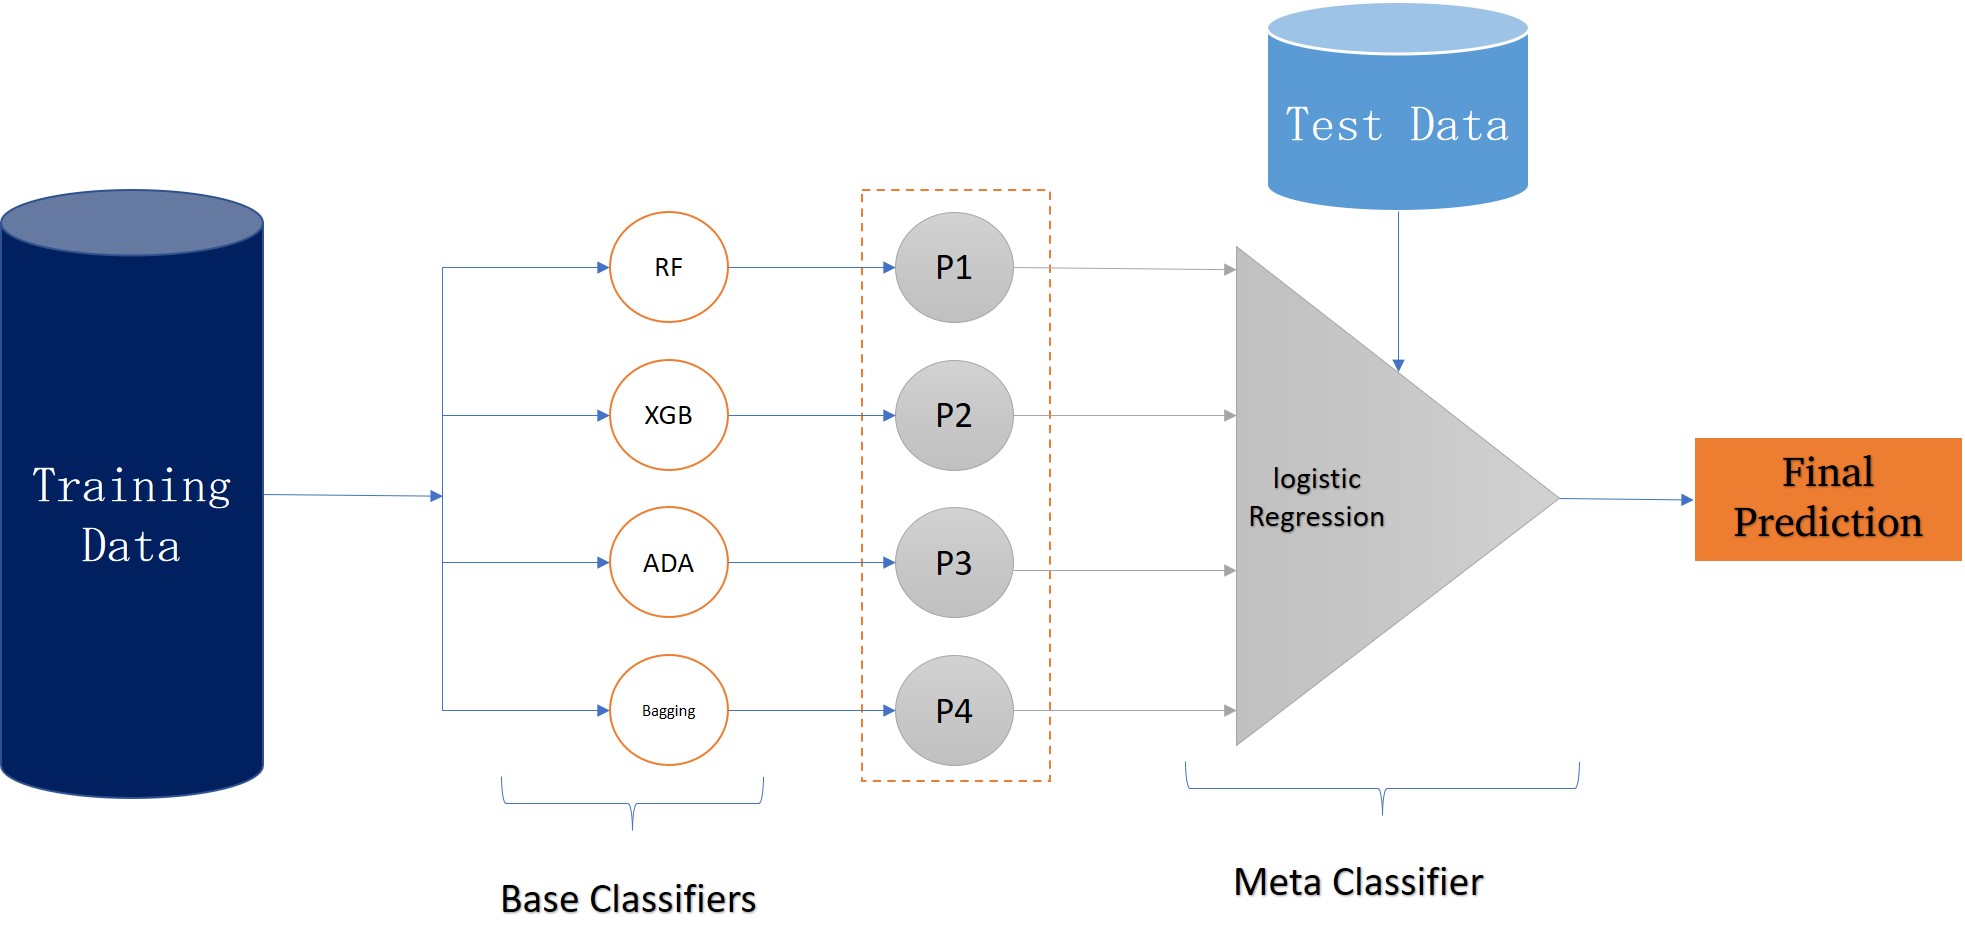 Test Data
Training
Data
RF
P1
XGB
P2
logistic
Regression
ADA
P3
Bagging
P4
Final
Prediction
Base Classifiers
Meta Classifier